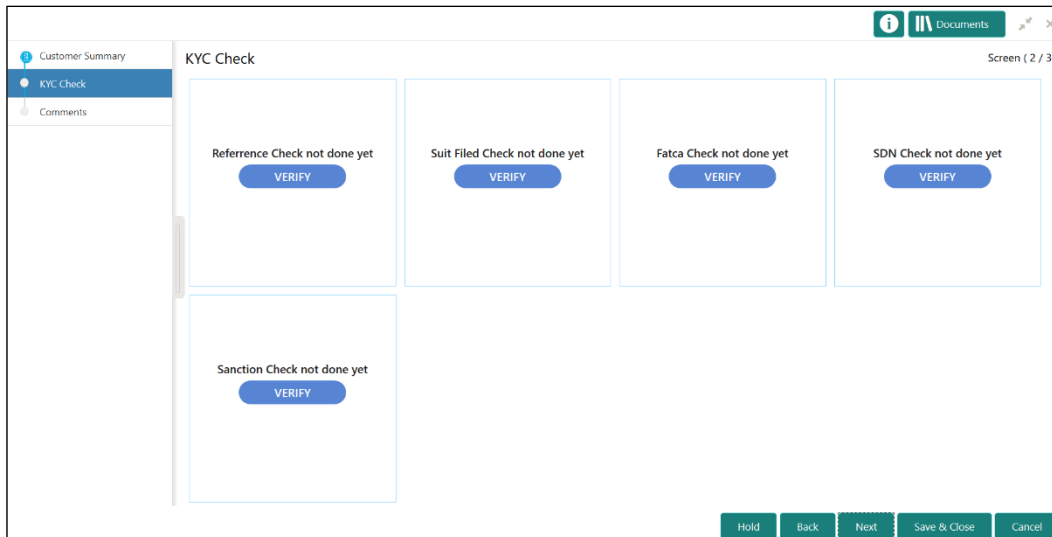 Documents
Customer Summary
KYC Check
Comments
KYC Check
Screen ( 2 / 3
Referrence Check not done yet
VERIFY
Suit Filed Check not done yet
VERIFY
Fatca Check not done yet
VERIFY
SDN Check not done yet
VERIFY
Sanction Check not done yet
VERIFY
Hold
Back
Next
Save & Close
Cancel